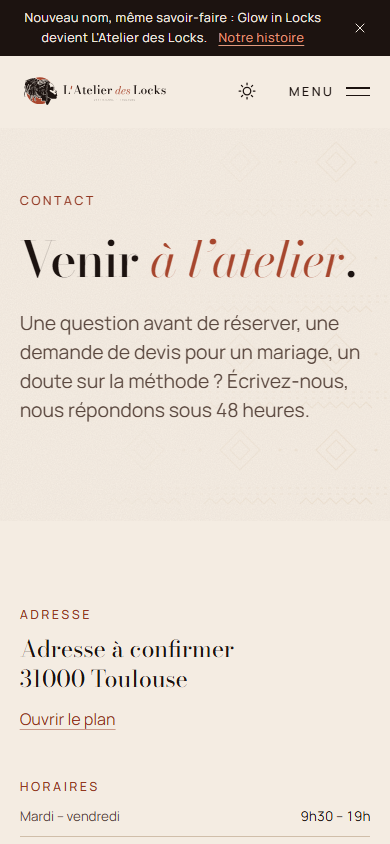 Nouveau nom, même savoir-faire : Glow in Locks
devient L'Atelier des Locks. Notre histoire
L'Atelier des Locks
MENU
CONTACT
Venir à l'atelier.
Une question avant de réserver, une
demande de devis pour un mariage, un
doute sur la méthode ? Écrivez-nous,
nous répondons sous 48 heures.
ADRESSE
Adresse à confirmer
31000 Toulouse
Ouvrir le plan
HORAIRES
Mardi – vendredi 9h30 – 19h